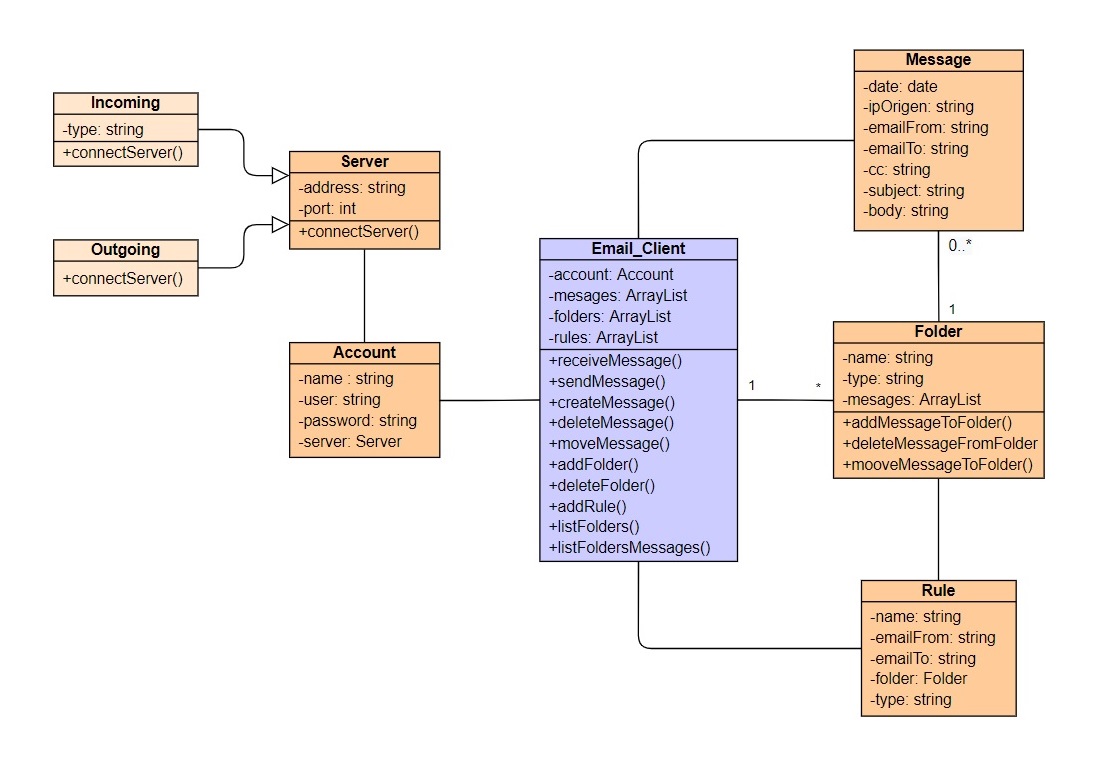 Incoming
-type: string
+connectServer()
Outgoing
+connectServer()
Server
-address: string
-port: int
+connectServer()
Account
-name : string
-user: string
-password: string
-server: Server
Email_Client
-account: Account
-mesages: ArrayList
-folders: ArrayList
-rules: ArrayList
+receiveMessage()
+sendMessage()
+createMessage()
+deleteMessage()
+moveMessage()
+addFolder()
+deleteFolder()
+addRule()
+listFolders()
+listFoldersMessages()
Message
-date: date
-ipOrigen: string
-emailFrom: string
-emailTo: string
-cc: string
-subject: string
-body: string
0..*
1
1
*
Folder
-name: string
-type: string
-mesages: ArrayList
+addMessageToFolder()
+deleteMessageFromFolder
+mooveMessageToFolder()
Rule
-name: string
-emailFrom: string
-emailTo: string
-folder: Folder
-type: string